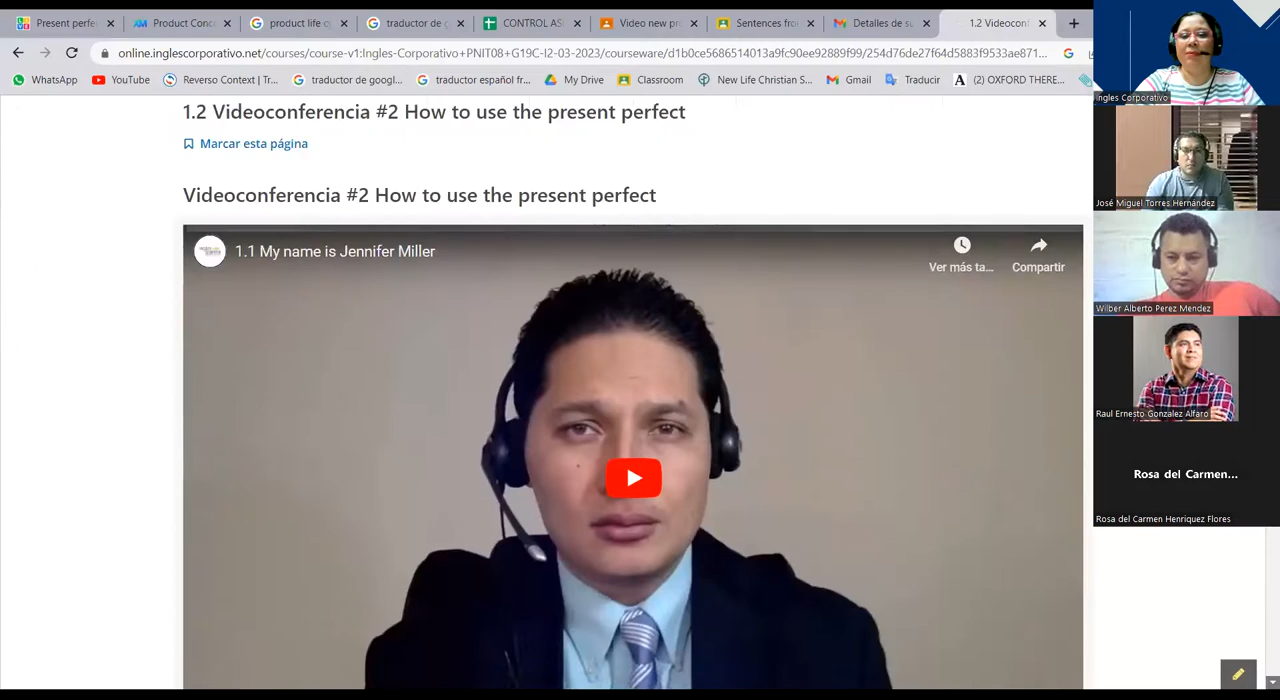 Present perfe
Product Conc
product life c
traductor de g
CONTROL AS
Video new pr
Sentences fro
Detalles de su
1.2 Videoconf
online.inglescorporativo.net/courses/course-v1:Ingles-Corporativo+INIT08+G19C-I2-03-2023/courseware/d1b0ce5686514013a9fc90ee92889f99/254d76de27f64d5883f9533ae871...
WhatsApp
YouTube
Reverso Context | Tr...
traductor de googl...
traductor español fr...
My Drive
Classroom
New Life Christian S...
Gmail
Traducir
(2) OXFORD THERE...
1.2 Videoconferencia #2 How to use the present perfect
Marcar esta página
Videoconferencia #2 How to use the present perfect
1.1 My name is Jennifer Miller
Ver más ta...
Compartir
Ingles Corporativo
José Miguel Torres Hernández
Wilber Alberto Perez Mendez
Raul Ernesto Gonzalez Alfaro
Rosa del Carmen...
Rosa del Carmen Henriquez Flores